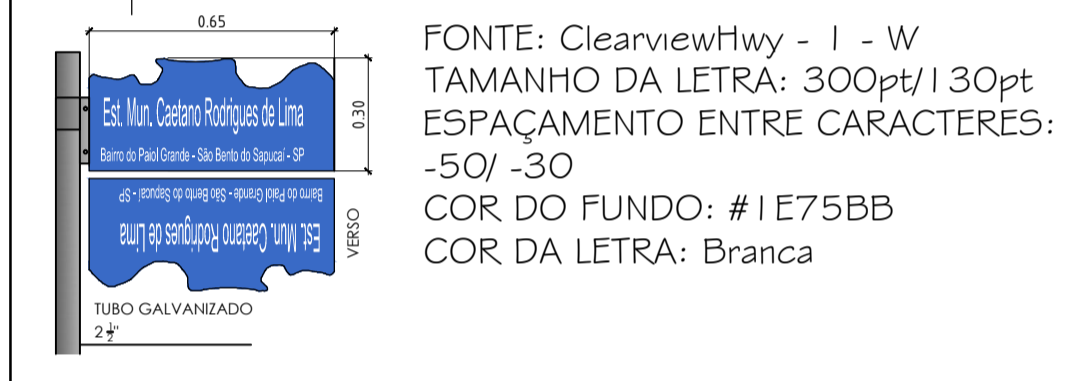 0.65
Est. Mun. Caetano Rodrigues de Lima
Bairro do Paiol Grande - São Bento do Sapucaí - SP
0.30
Bairro do Paiol Grande - São Bento do Sapucaí - SP
Est. Mun. Caetano Rodrigues de Lima
VERSO
TUBO GALVANIZADO
2 1/2"
FONTE: ClearviewHwy - 1 - W
TAMANHO DA LETRA: 300pt/130pt
ESPAÇAMENTO ENTRE CARACTERES:
-50/ -30
COR DO FUNDO: #1E75BB
COR DA LETRA: Branca